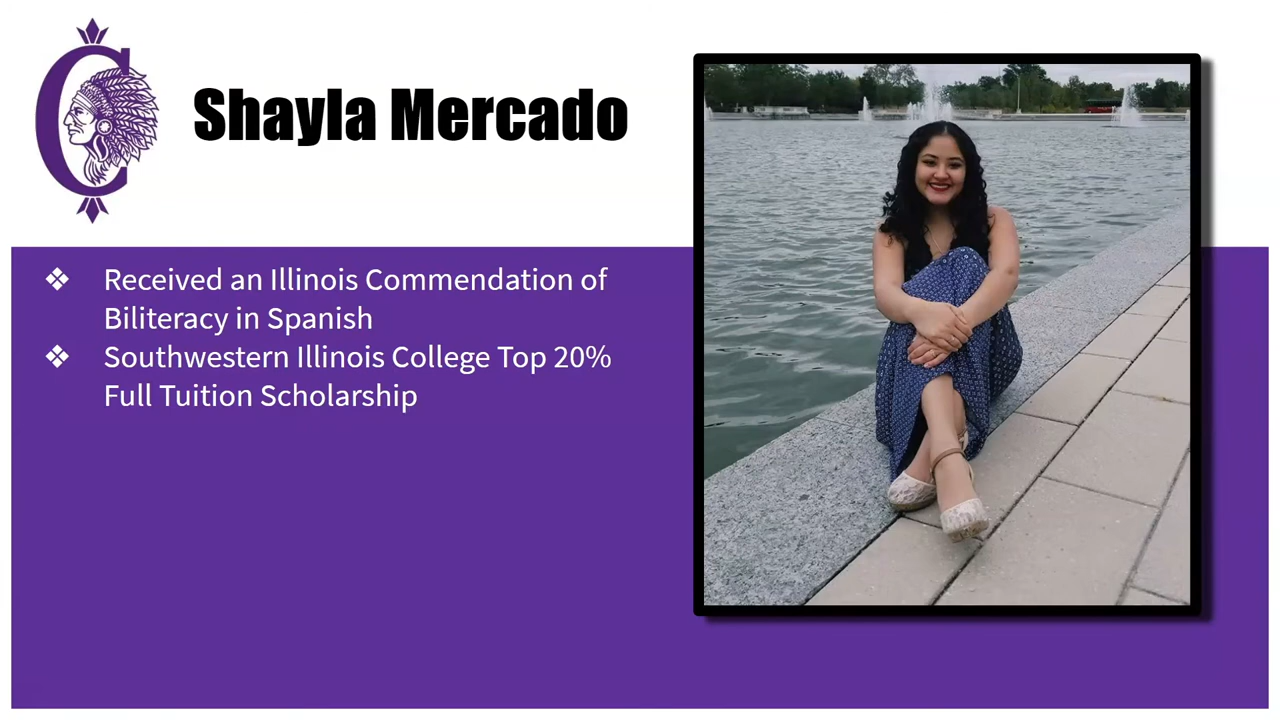 Shayla Mercado
❖ Received an Illinois Commendation of
Biliteracy in Spanish
❖ Southwestern Illinois College Top 20%
Full Tuition Scholarship